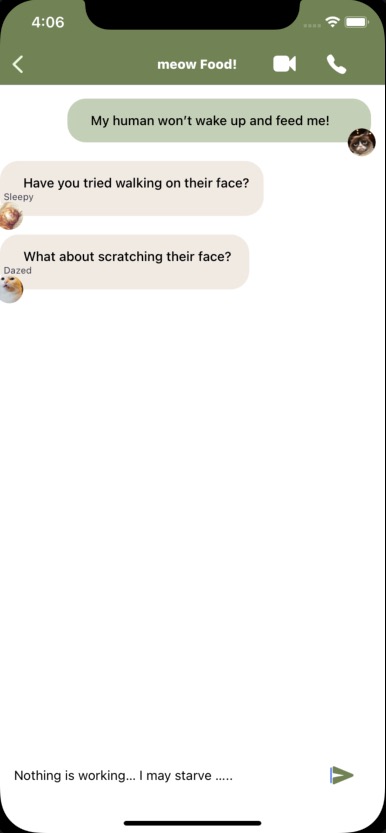 4:06
meow Food!
My human won’t wake up and feed me!
Have you tried walking on their face?
Sleepy
What about scratching their face?
Dazed
Nothing is working... I may starve .....